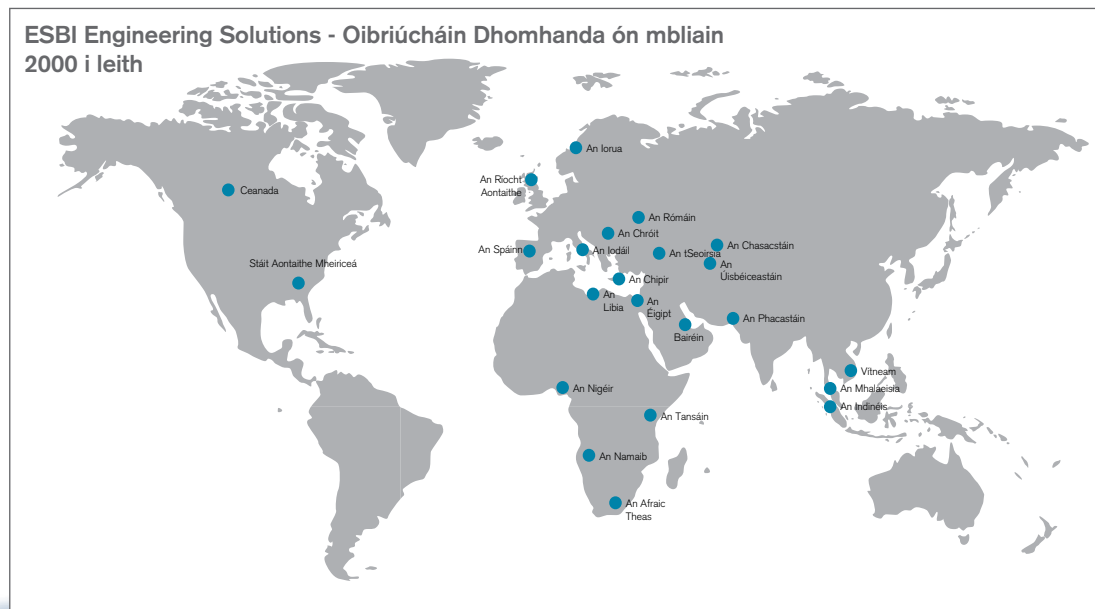 ESBI Engineering Solutions - Oibriúcháin Dhomhanda ón mbliain
2000 i leith
An Iorua
An Ríocht
Aontaithe
Ceanada
An Rómáin
An Chróit
An Spáinn
An Iodáil
An tSeoirsia
An Chasacstáin
An
Úisbéiceastáin
Stáit Aontaithe Mheiriceá
An Chipir
An
Libia
An
Éigipt
Bairéin
An Phacastáin
Vítneam
An Mhalaeisia
An Indinéis
An Nigéir
An Tansáin
An Namaib
An Afraic
Theas